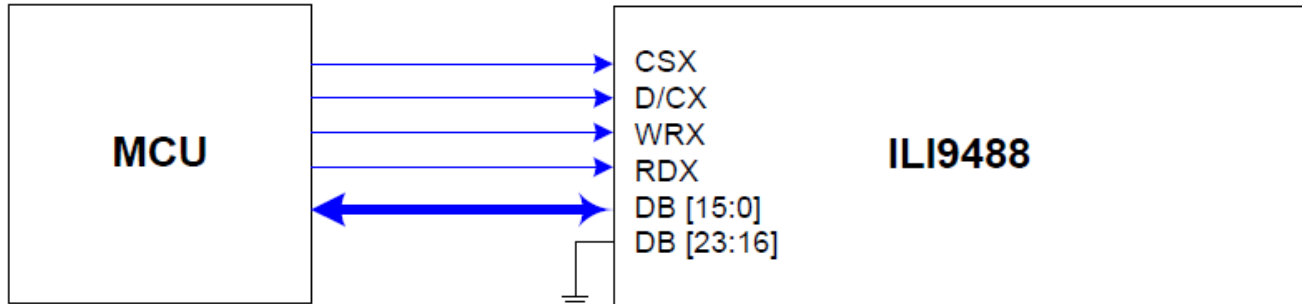 MCU
CSX
D/CX
WRX
RDX
DB [15:0]
DB [23:16]
ILI9488